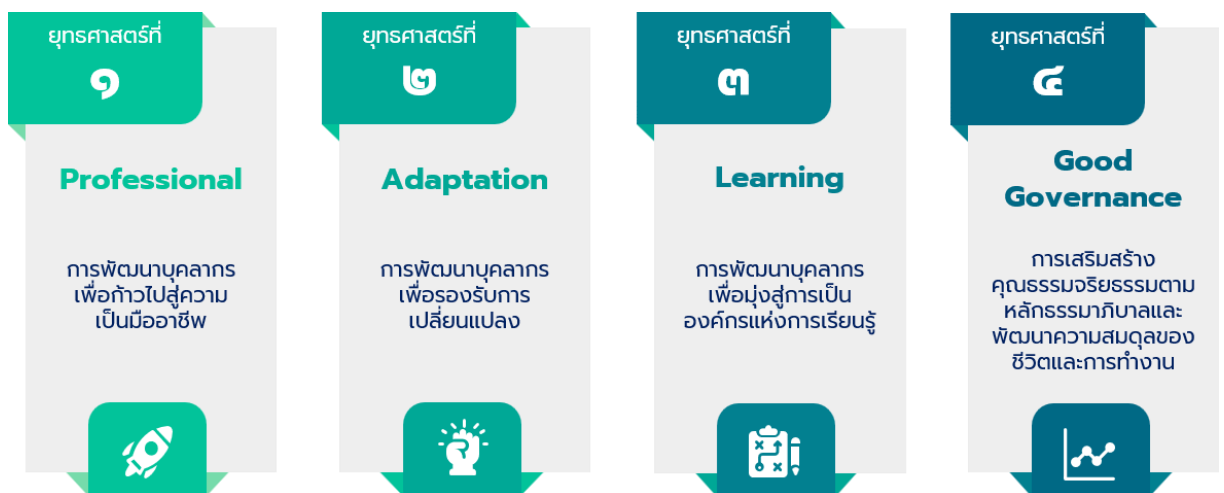 ยุทธศาสตร์ที่
๑
Professional
การพัฒนาบุคลากร
เพื่อก้าวไปสู่ความ
เป็นมืออาชีพ
ยุทธศาสตร์ที่
๒
Adaptation
การพัฒนาบุคลากร
เพื่อรองรับการ
เปลี่ยนแปลง
ยุทธศาสตร์ที่
๓
Learning
การพัฒนาบุคลากร
เพื่อมุ่งสู่การเป็น
องค์กรแห่งการเรียนรู้
ยุทธศาสตร์ที่
๔
Good
Governance
การเสริมสร้าง
คุณธรรมจริยธรรมตาม
หลักธรรมาภิบาลและ
พัฒนาความสมดุลของ
ชีวิตและการทำงาน